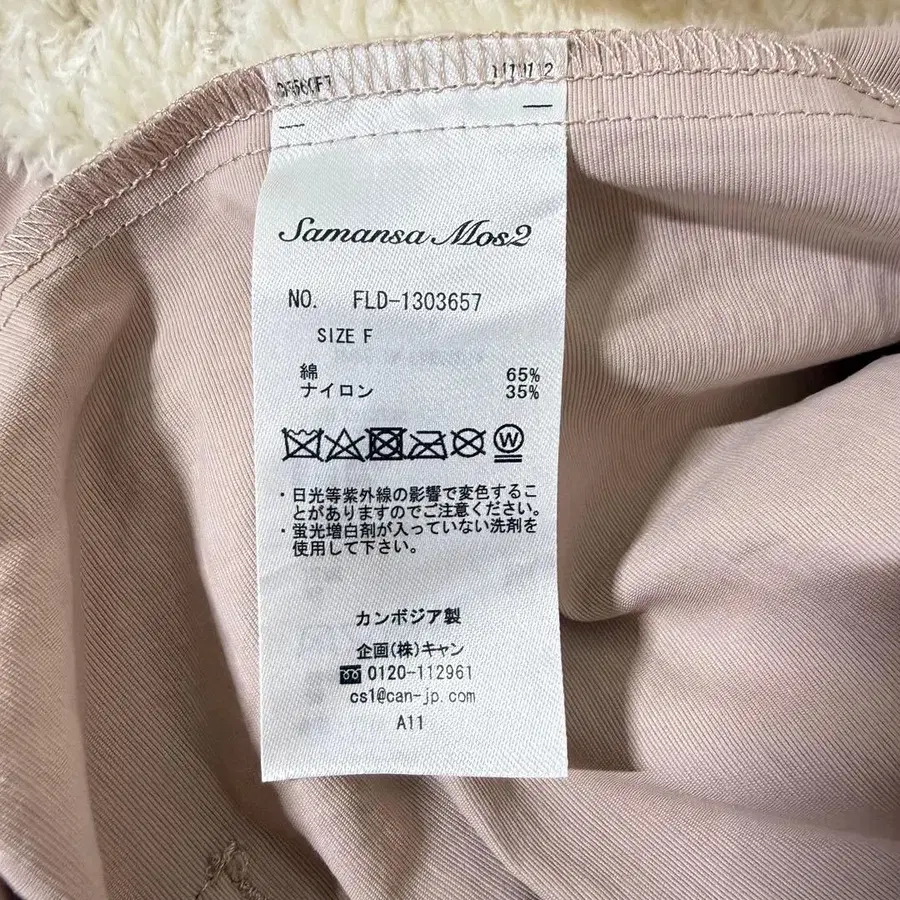 Samansa Mos2
NO. FLD-1303657
SIZE F
綿 65%
ナイロン 35%
W
・日光等紫外線の影響で変色するこ
とがありますのでご注意ください。
・蛍光増白剤が入っていない洗剤を
使用して下さい。
カンボジア製
企画(株)キャン
0120-112961
cs1@can-jp.com
A11